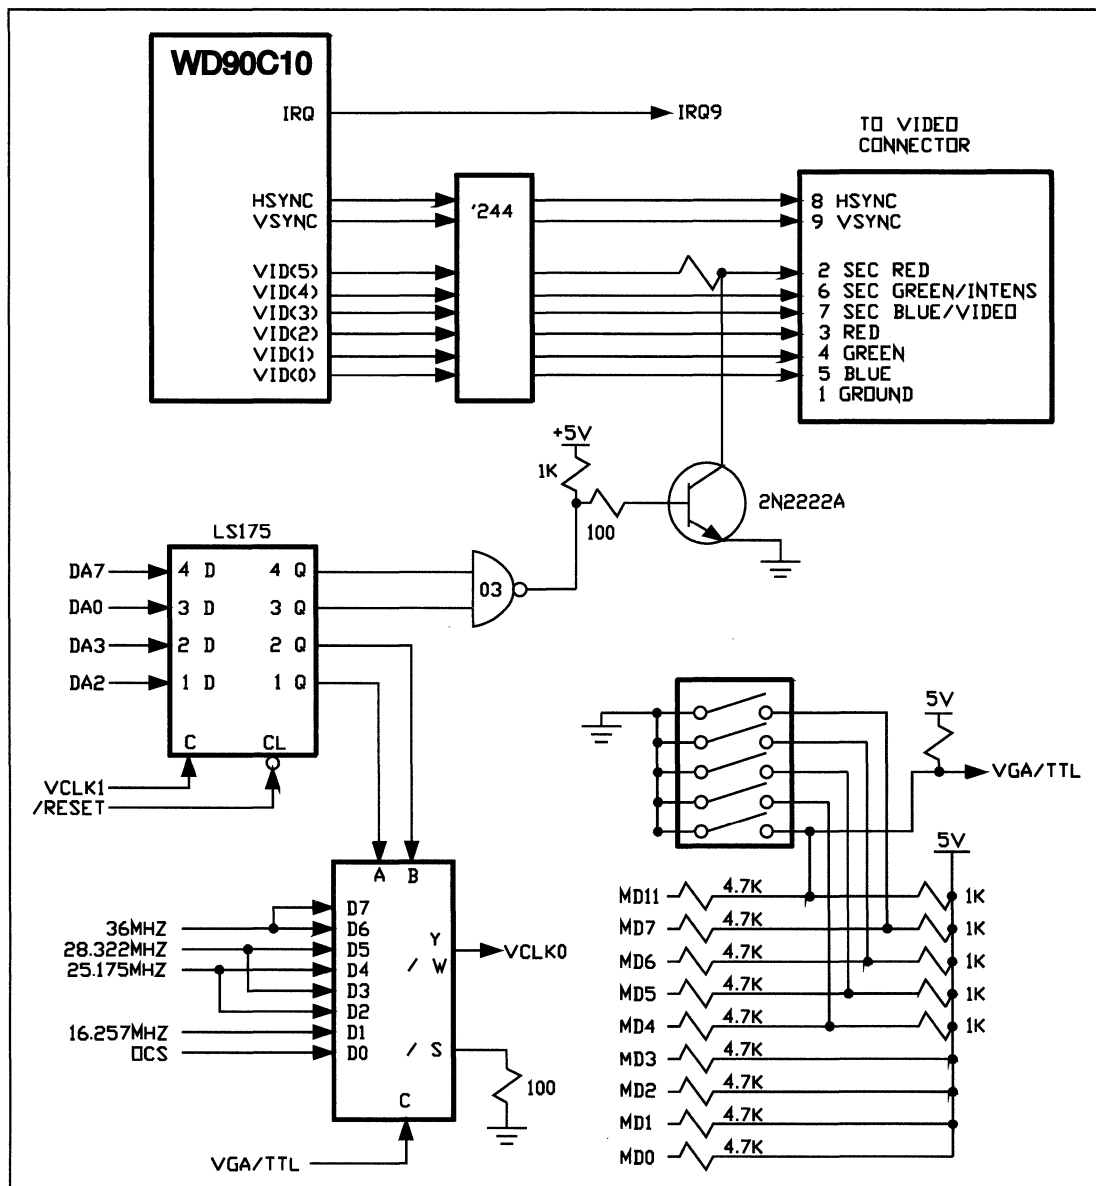 WD90C10
IRQ
IRQ9
TO VIDEO
CONNECTOR
HSYNC
VSYNC
VID(5)
VID(4)
VID(3)
VID(2)
VID(1)
VID(0)
'244
8 HSYNC
9 VSYNC
2 SEC RED
6 SEC GREEN/INTENS
7 SEC BLUE/VIDEO
3 RED
4 GREEN
5 BLUE
1 GROUND
+5V
1K
100
2N2222A
LS175
DA7
DA0
DA3
DA2
4 D 4 Q
3 D 3 Q
2 D 2 Q
1 D 1 Q
C CL
03
VCLK1
/RESET
5V
VGA/TTL
A B
36MHZ
28.322MHZ
25.175MHZ
16.257MHZ
OCS
D7
D6
D5
D4
D3
D2
D1
D0
Y
/ W
/ S
C
VCLK0
100
VGA/TTL
5V
MD11 4.7K 1K
MD7 4.7K 1K
MD6 4.7K 1K
MD5 4.7K 1K
MD4 4.7K 1K
MD3 4.7K
MD2 4.7K
MD1 4.7K
MD0 4.7K